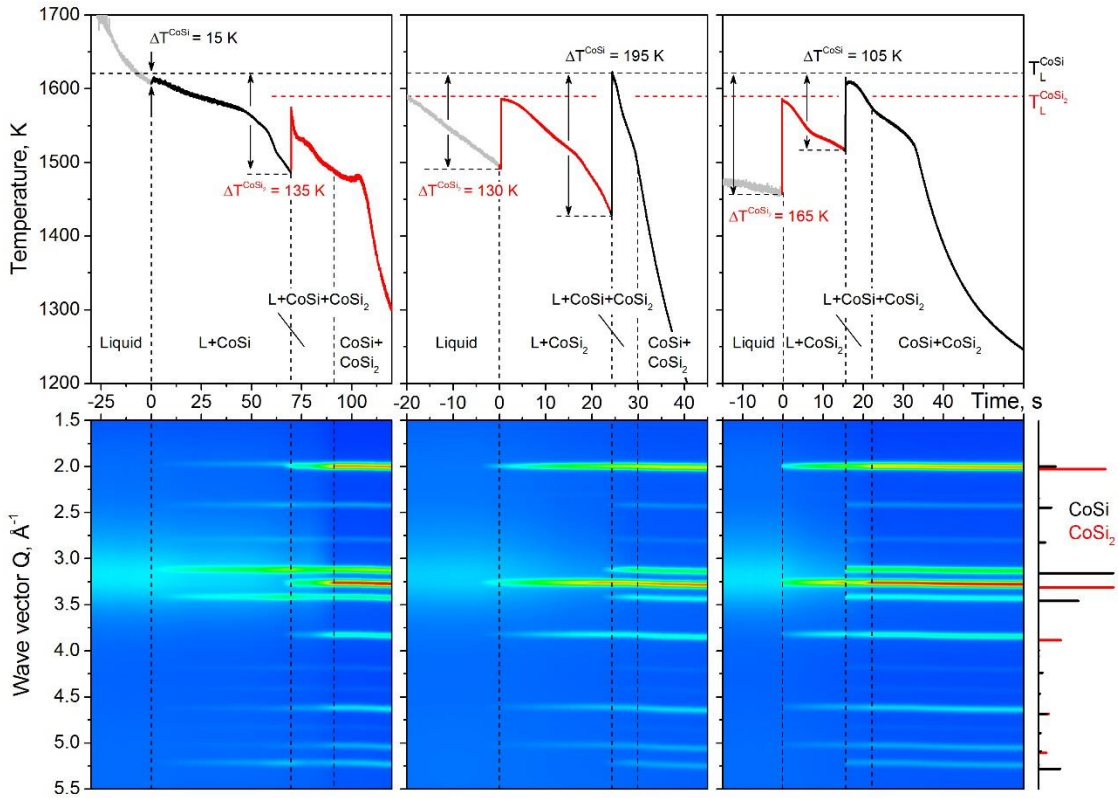 1700
1600
1500
1400
1300
1200
Temperature, K
ΔT^CoSi = 15 K
ΔT^CoSi₂ = 135 K
L+CoSi+CoSi₂
Liquid
L+CoSi
CoSi+
CoSi₂
-25 0 25 50 75 100
ΔT^CoSi = 195 K
ΔT^CoSi₂ = 130 K
L+CoSi+CoSi₂
Liquid
L+CoSi₂
CoSi+
CoSi₂
-20 -10 0 10 20 30 40
ΔT^CoSi = 105 K
ΔT^CoSi₂ = 165 K
L+CoSi+CoSi₂
Liquid
L+CoSi₂
CoSi+CoSi₂
-10 0 10 20 30 40 50
Time, s
T_L^CoSi
T_L^CoSi₂
1.5
2.0
2.5
3.0
3.5
4.0
4.5
5.0
5.5
Wave vector Q, Å⁻¹
CoSi
CoSi₂